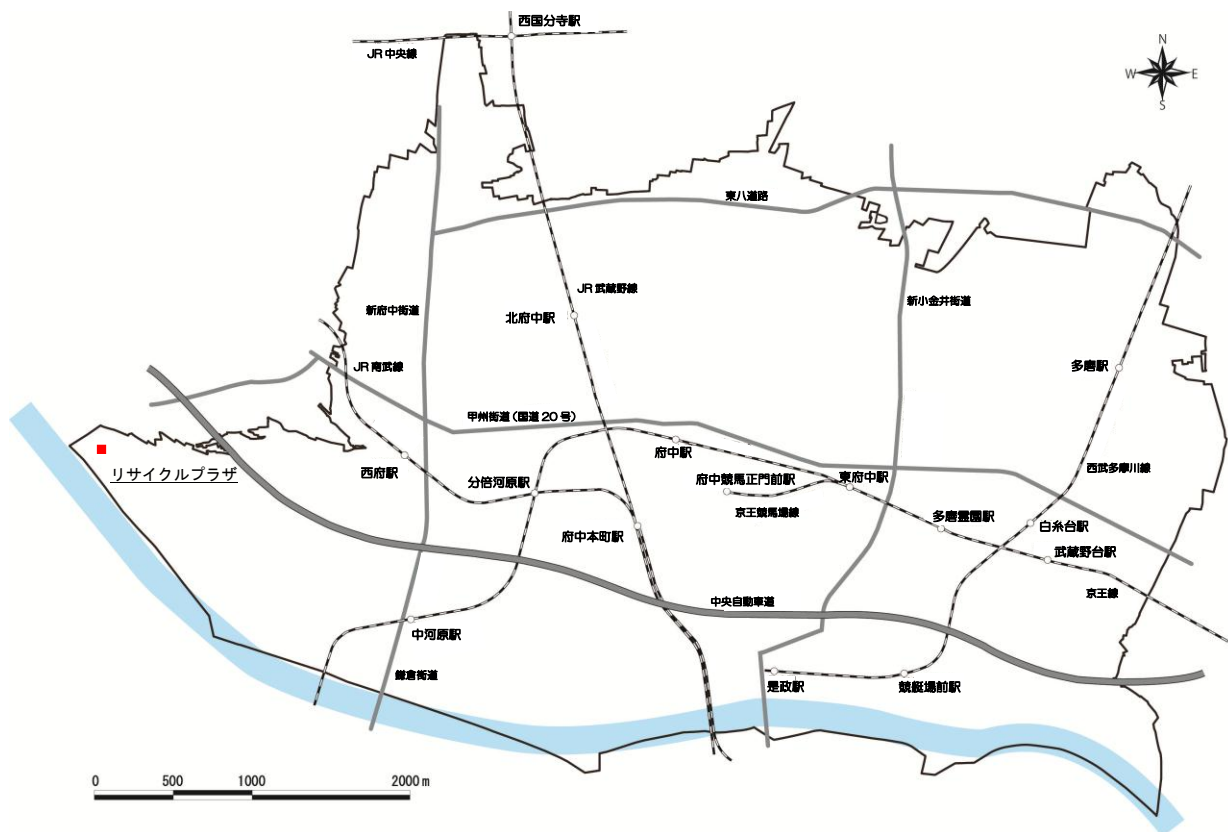 西国分寺駅
JR中央線
N
W
E
S
東八道路
JR武蔵野線
新府中街道
北府中駅
新小金井街道
JR南武線
多磨駅
甲州街道(国道20号)
府中駅
リサイクルプラザ
西府駅
分倍河原駅
府中競馬正門前駅
東府中駅
西武多摩川線
京王競馬場線
府中本町駅
多磨霊園駅
白糸台駅
武蔵野台駅
京王線
中央自動車道
中河原駅
鎌倉街道
是政駅
競艇場前駅
0 500 1000 2000m